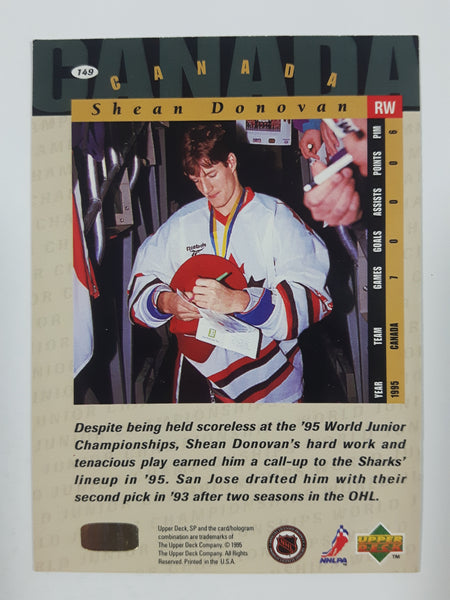 CANADA
149
CANADA
Shean Donovan
RW
YEAR TEAM GAMES GOALS ASSISTS POINTS PIM
1995 CANADA 7 0 0 0 6
Reebok
Despite being held scoreless at the '95 World Junior
Championships, Shean Donovan's hard work and
tenacious play earned him a call-up to the Sharks'
lineup in '95. San Jose drafted him with their
second pick in '93 after two seasons in the OHL.
Upper Deck, SP and the card/hologram
combination are trademarks of
The Upper Deck Company. © 1995
The Upper Deck Company. All Rights
Reserved. Printed in the U.S.A.
NHL
NHLPA
UPPER
DECK
TM